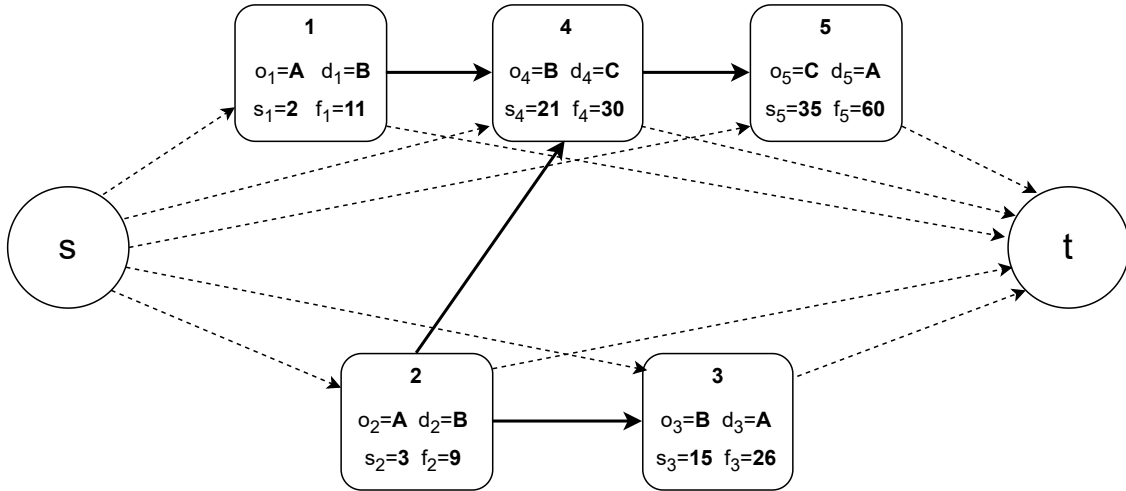 1
o₁=A d₁=B
s₁=2 f₁=11
4
o₄=B d₄=C
s₄=21 f₄=30
5
o₅=C d₅=A
s₅=35 f₅=60
s
t
2
o₂=A d₂=B
s₂=3 f₂=9
3
o₃=B d₃=A
s₃=15 f₃=26